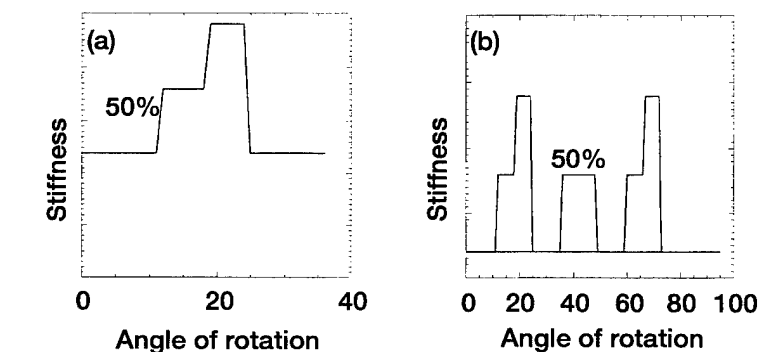 (a)
50%
Stiffness
0 20 40
Angle of rotation
(b)
50%
Stiffness
0 20 40 60 80 100
Angle of rotation